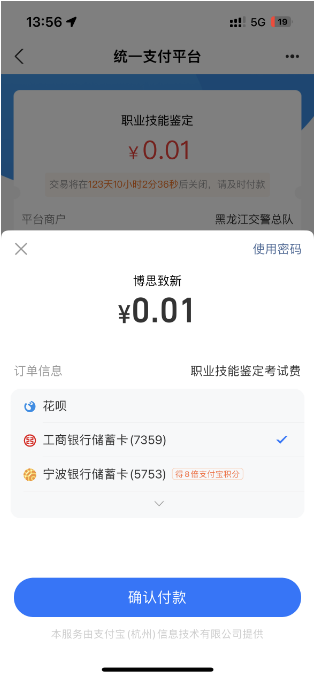 13:56
5G
19
统一支付平台
职业技能鉴定
¥0.01
交易将在123天10小时2分36秒后关闭，请及时付款
平台商户
黑龙江交警总队
使用密码
博思致新
¥0.01
订单信息
职业技能鉴定考试费
花呗
工商银行储蓄卡(7359)
宁波银行储蓄卡(5753) 得8倍支付宝积分
确认付款
本服务由支付宝(杭州)信息技术有限公司提供